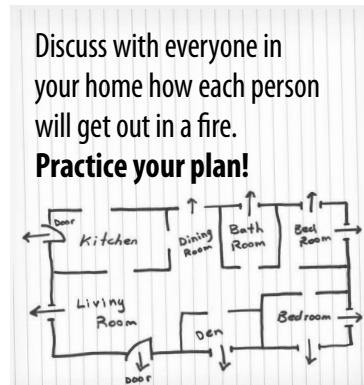 Discuss with everyone in
your home how each person
will get out in a fire.
Practice your plan!
Door
Kitchen
Dining
Room
Bath
Room
Bed
Room
Living
Room
Den
Bedroom
Door